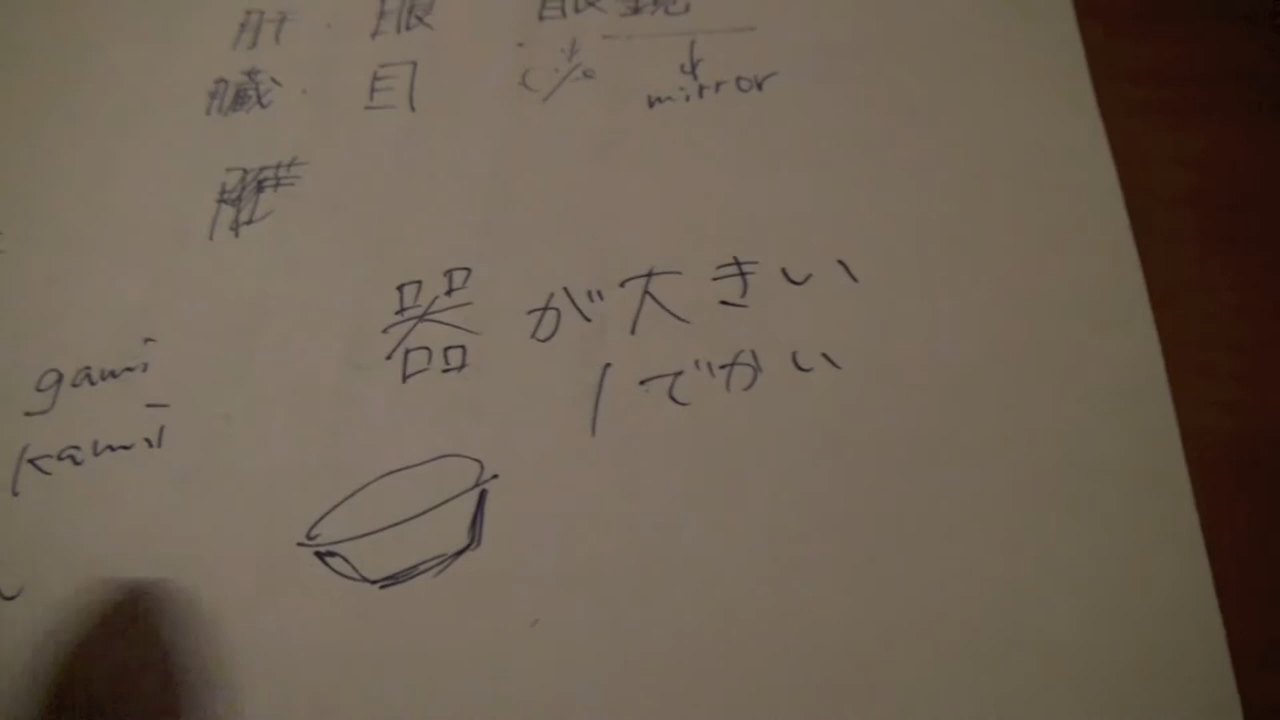 肝・眼 眼鏡
臓・目 mirror
器が大きい
/でかい
gami
kami